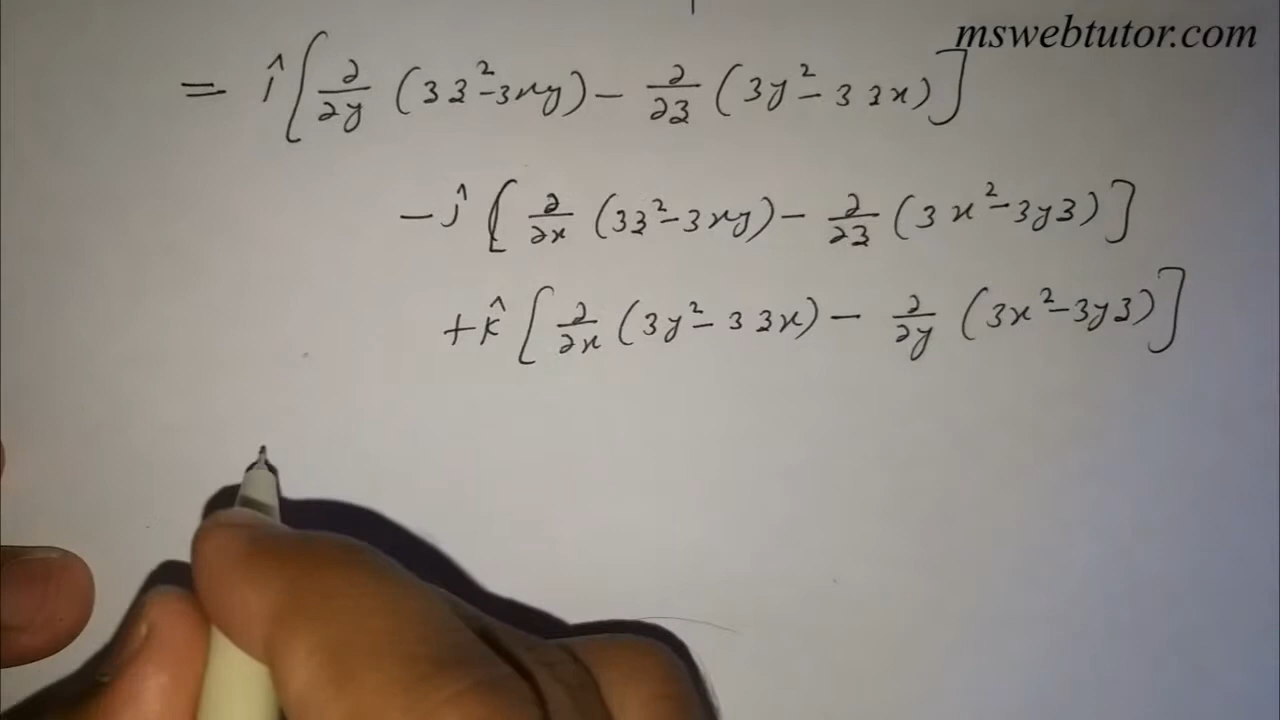 mswebtutor.com
= î [ ∂/∂y (3z²-3xy) - ∂/∂z (3y²-3zx) ]
- ĵ [ ∂/∂x (3z²-3xy) - ∂/∂z (3x²-3yz) ]
+ k̂ [ ∂/∂x (3y²-3zx) - ∂/∂y (3x²-3yz) ]